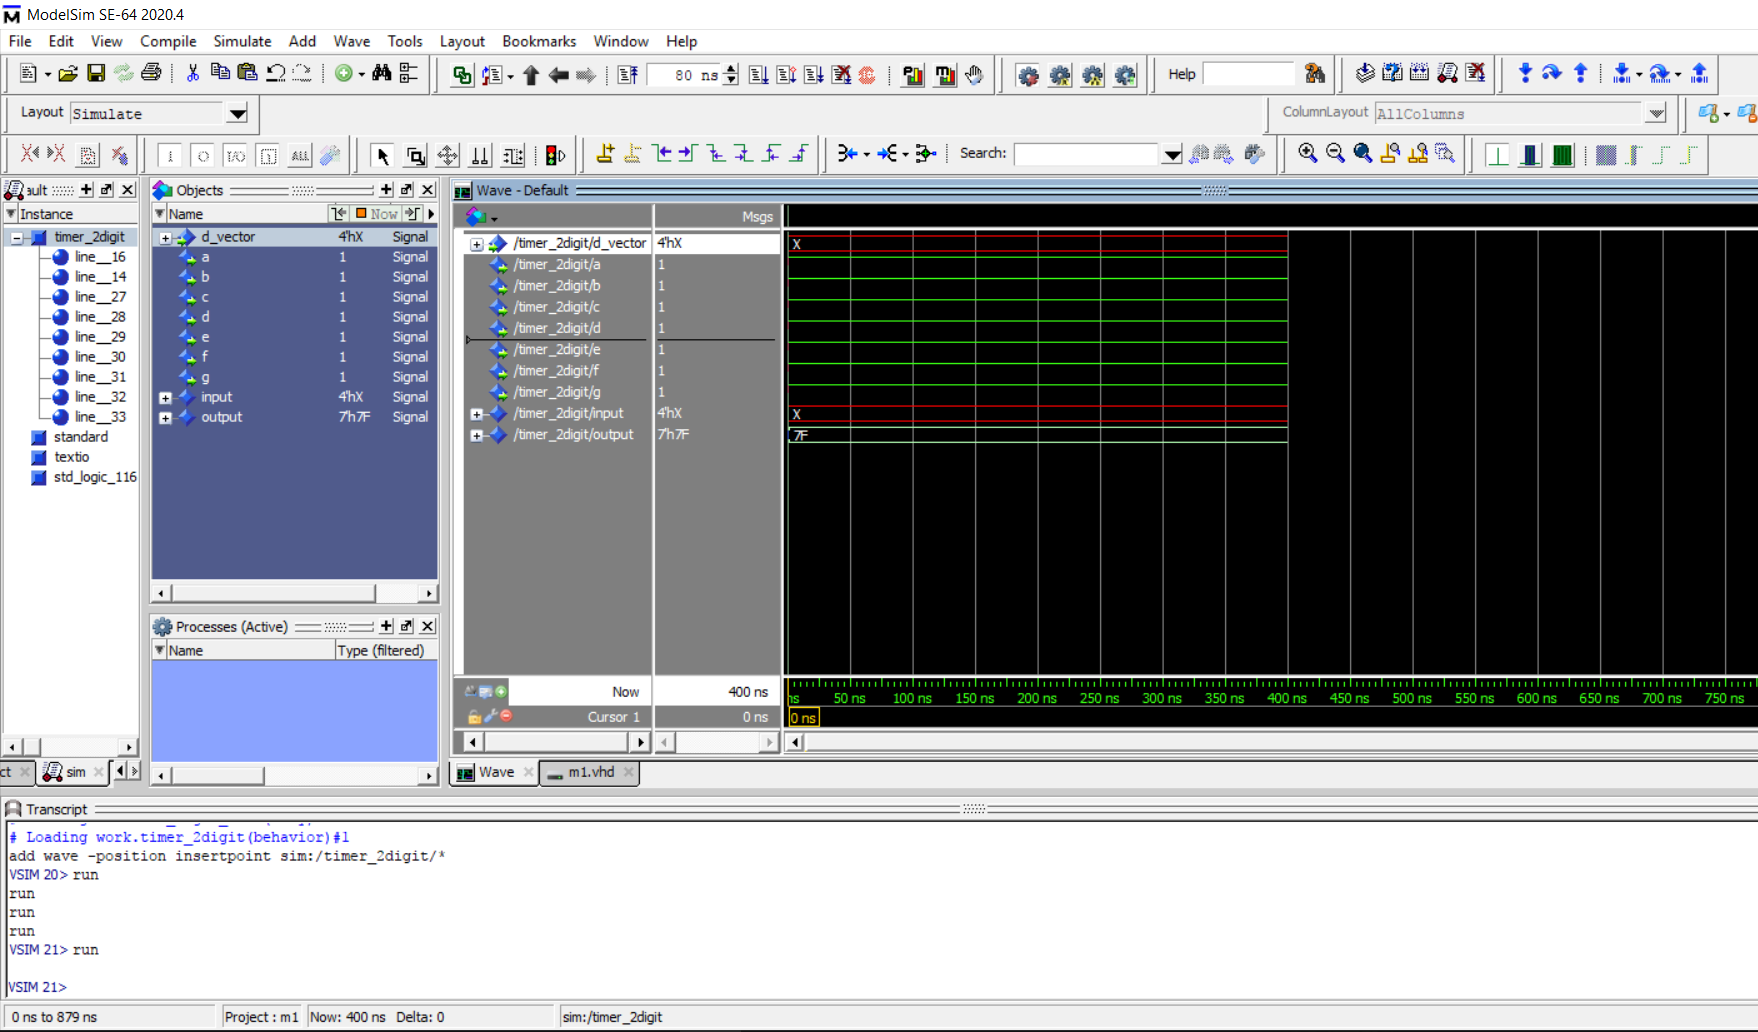 ModelSim SE-64 2020.4
File Edit View Compile Simulate Add Wave Tools Layout Bookmarks Window Help
80 ns
Help
Layout Simulate
ColumnLayout AllColumns
Search:
ault
Instance
timer_2digit
line__16
line__14
line__27
line__28
line__29
line__30
line__31
line__32
line__33
standard
textio
std_logic_116
ct
sim
Objects
Name Now
d_vector 4'hX Signal
a 1 Signal
b 1 Signal
c 1 Signal
d 1 Signal
e 1 Signal
f 1 Signal
g 1 Signal
input 4'hX Signal
output 7'h7F Signal
Processes (Active)
Name Type (filtered)
Wave - Default
Msgs
/timer_2digit/d_vector 4'hX X
/timer_2digit/a 1
/timer_2digit/b 1
/timer_2digit/c 1
/timer_2digit/d 1
/timer_2digit/e 1
/timer_2digit/f 1
/timer_2digit/g 1
/timer_2digit/input 4'hX X
/timer_2digit/output 7'h7F 7F
Now 400 ns
ns 50 ns 100 ns 150 ns 200 ns 250 ns 300 ns 350 ns 400 ns 450 ns 500 ns 550 ns 600 ns 650 ns 700 ns 750 ns
Cursor 1 0 ns 0 ns
Wave m1.vhd
Transcript
# Loading work.timer_2digit(behavior)#1
add wave -position insertpoint sim:/timer_2digit/*
VSIM 20> run
run
run
run
VSIM 21> run
VSIM 21>
0 ns to 879 ns Project : m1 Now: 400 ns Delta: 0 sim:/timer_2digit